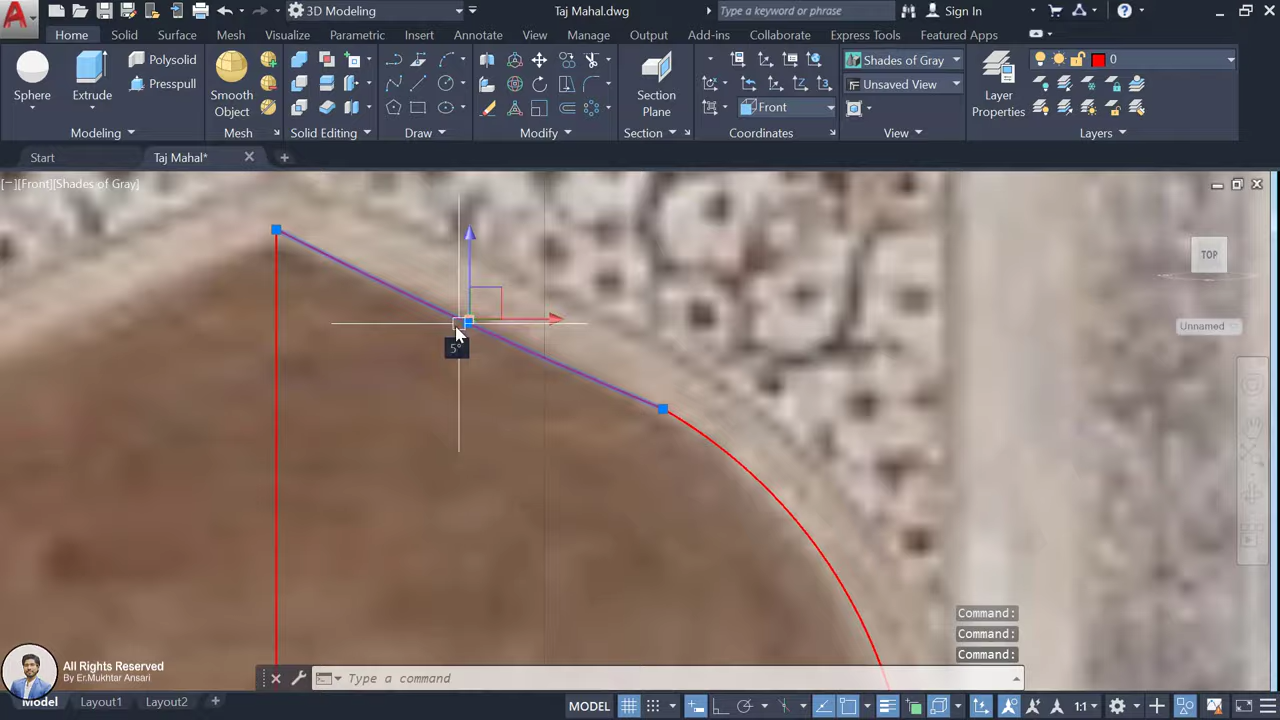 3D Modeling
Taj Mahal.dwg
Type a keyword or phrase
Sign In
Home
Solid
Surface
Mesh
Visualize
Parametric
Insert
Annotate
View
Manage
Output
Add-ins
Collaborate
Express Tools
Featured Apps
Sphere
Extrude
Polysolid
Presspull
Smooth
Object
Section
Plane
Front
Shades of Gray
Unsaved View
Layer
Properties
0
Modeling
Mesh
Solid Editing
Draw
Modify
Section
Coordinates
View
Layers
Start
Taj Mahal*
[−][Front][Shades of Gray]
TOP
Unnamed
5°
Command:
Command:
Command:
Type a command
All Rights Reserved
By Er.Mukhtar Ansari
Model
Layout1
Layout2
MODEL
1:1